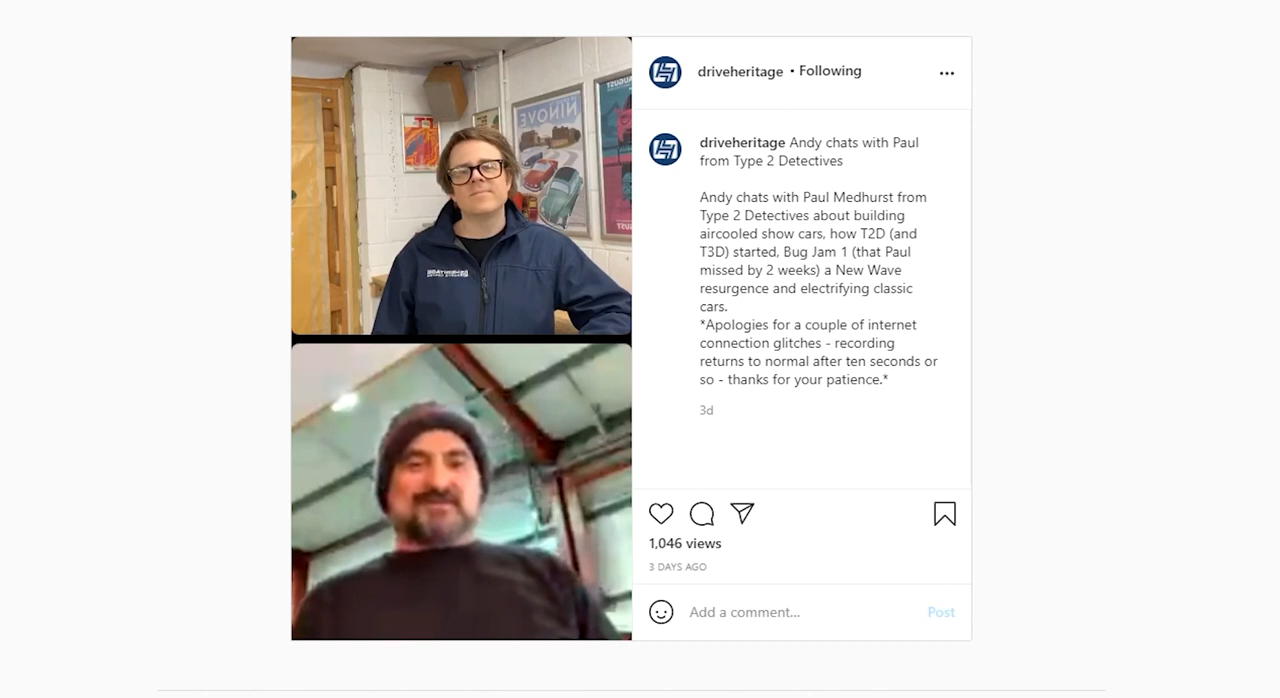 NINOVE
AUGUST
driveheritage • Following
driveheritage Andy chats with Paul
from Type 2 Detectives
Andy chats with Paul Medhurst from
Type 2 Detectives about building
aircooled show cars, how T2D (and
T3D) started, Bug Jam 1 (that Paul
missed by 2 weeks) a New Wave
resurgence and electrifying classic
cars.
*Apologies for a couple of internet
connection glitches - recording
returns to normal after ten seconds or
so - thanks for your patience.*
3d
1,046 views
3 DAYS AGO
Add a comment...
Post